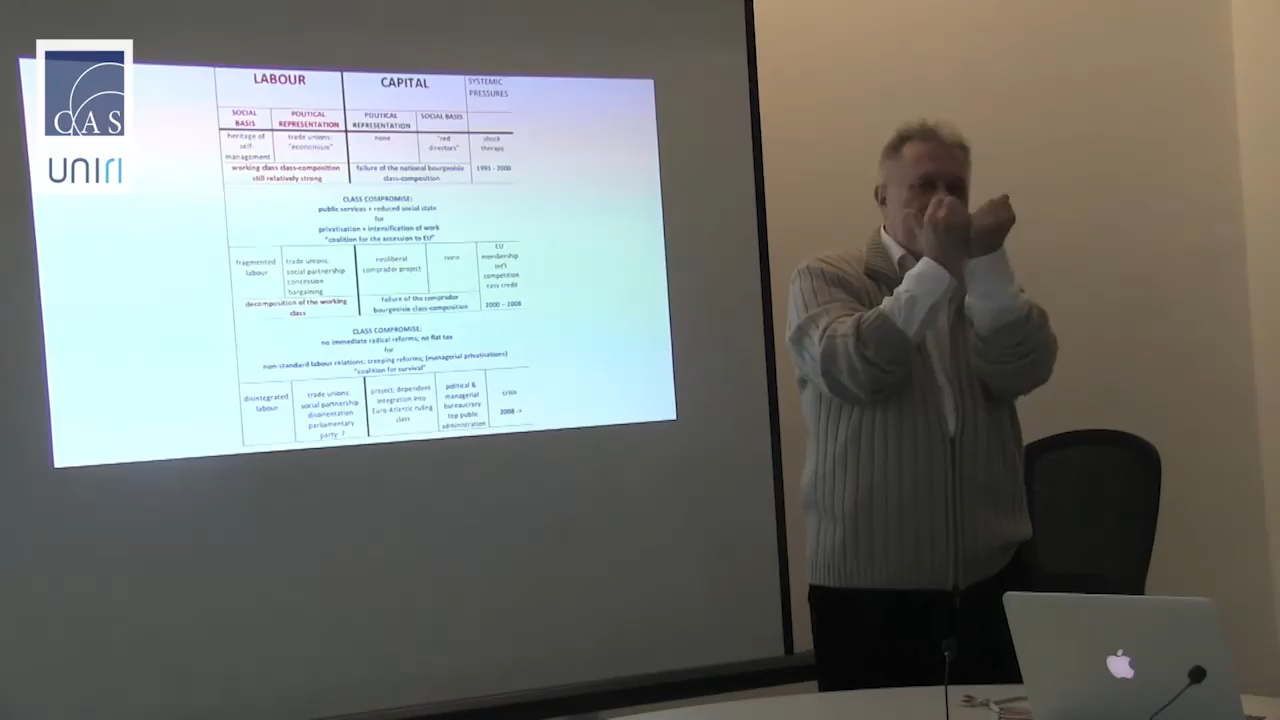 CAS
UNIRI
LABOUR
CAPITAL
SYSTEMIC
PRESSURES
SOCIAL
BASIS
POLITICAL
REPRESENTATION
POLITICAL
REPRESENTATION
SOCIAL BASIS
heritage of
self-
management
trade unions:
"economism"
none
"red
directors"
shock
therapy
working class class-composition
still relatively strong
failure of the national bourgeoisie
class-composition
1991 - 2000
CLASS COMPROMISE:
public services + reduced social state
for
privatisation + intensification of work
"coalition for the accession to EU"
fragmented
labour
trade unions:
social partnership
concession
bargaining
neoliberal
comprador project
none
EU
membership
int'l
competition
easy credit
decomposition of the working
class
failure of the comprador
bourgeoisie class-composition
2000 – 2008
CLASS COMPROMISE:
no immediate radical reforms; no flat tax
for
non-standard labour relations; creeping reforms; (managerial privatisations)
"coalition for survival"
disintegrated
labour
trade unions:
social partnership
disorientation
parliamentary
party: ?
project: dependent
integration into
Euro-Atlantic ruling
class
political &
managerial
bureaucracy
top public
administration
crisis
2008 ->